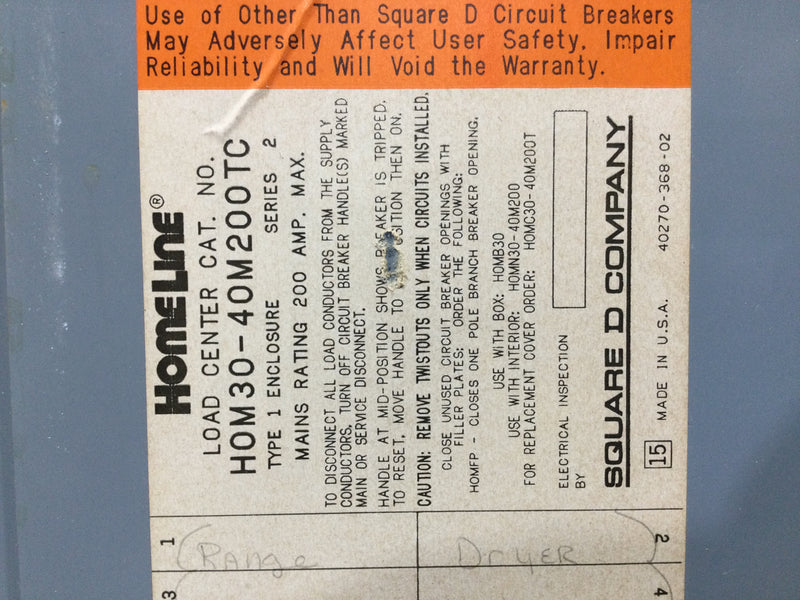 Use of Other Than Square D Circuit Breakers
May Adversely Affect User Safety, Impair
Reliability and Will Void the Warranty.
HOMELINE®
LOAD CENTER CAT. NO.
HOM30-40M200TC
TYPE 1 ENCLOSURE SERIES 2
MAINS RATING 200 AMP. MAX.
TO DISCONNECT ALL LOAD CONDUCTORS FROM THE SUPPLY
CONDUCTORS, TURN OFF CIRCUIT BREAKER HANDLE(S) MARKED
MAIN OR SERVICE DISCONNECT.
HANDLE AT MID-POSITION SHOWS BREAKER IS TRIPPED.
TO RESET, MOVE HANDLE TO POSITION THEN ON.
CAUTION: REMOVE TWISTOUTS ONLY WHEN CIRCUITS INSTALLED.
CLOSE UNUSED CIRCUIT BREAKER OPENINGS WITH
FILLER PLATES: ORDER THE FOLLOWING:
HOMFP - CLOSES ONE POLE BRANCH BREAKER OPENING.
USE WITH BOX: HOMB30
USE WITH INTERIOR: HOMN30-40M200
FOR REPLACEMENT COVER ORDER: HOMC30-40M200T
ELECTRICAL INSPECTION
BY
SQUARE D COMPANY
15 MADE IN U.S.A. 40270-368-02
1 Range
Dryer 2
3
4